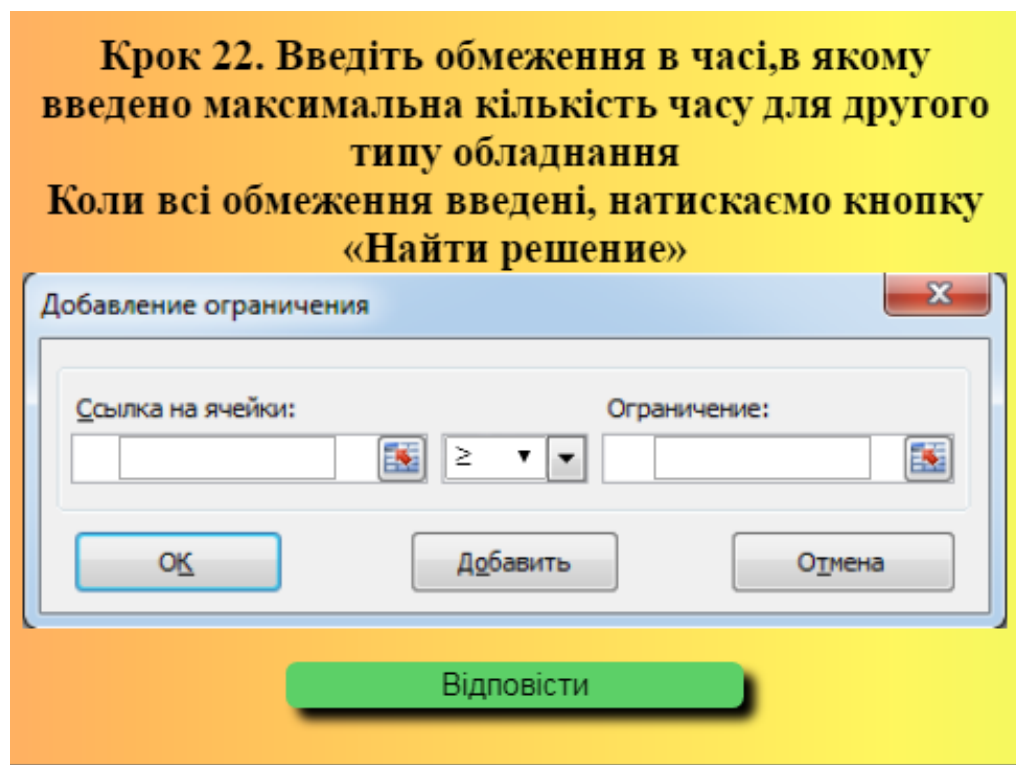 Крок 22. Введіть обмеження в часі,в якому
введено максимальна кількість часу для другого
типу обладнання
Коли всі обмеження введені, натискаємо кнопку
«Найти решение»
Добавление ограничения
Ссылка на ячейки:
Ограничение:
≥
ОК
Добавить
Отмена
Відповісти